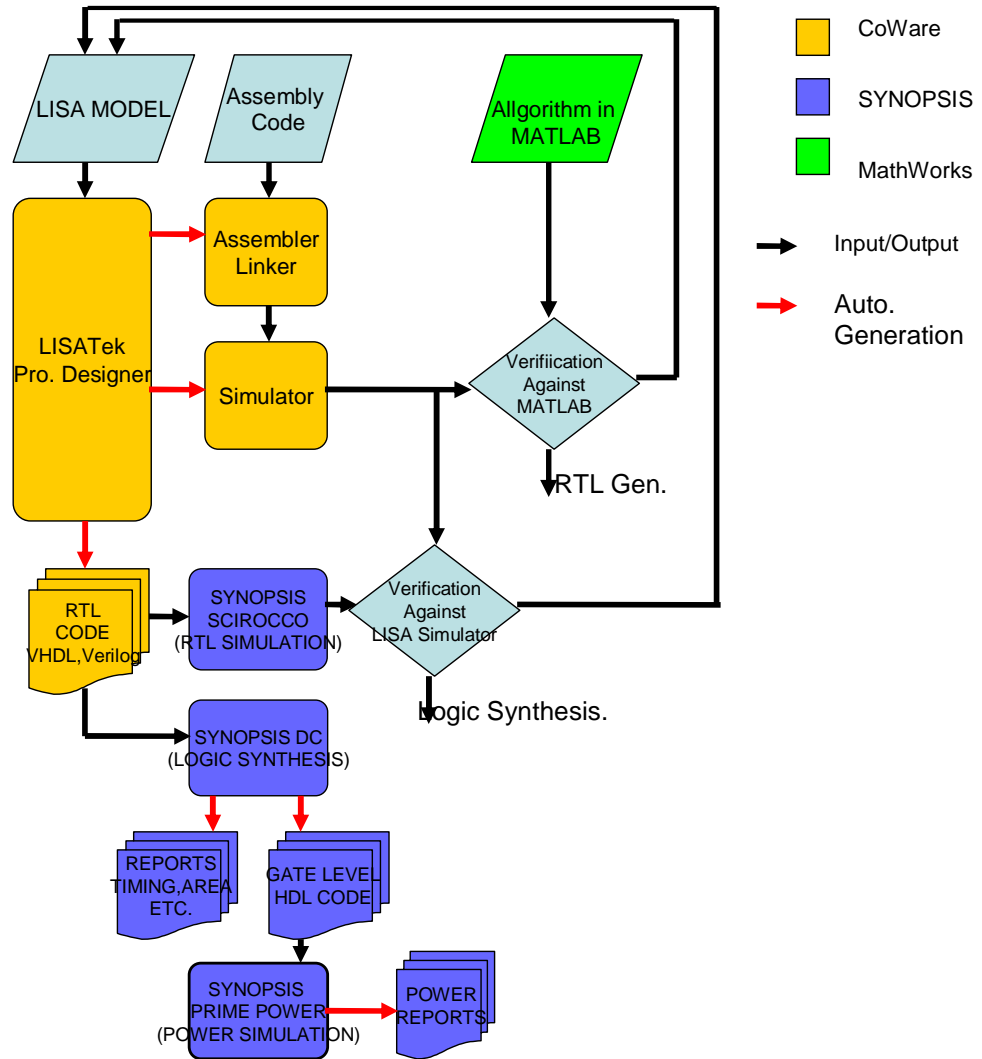 LISA MODEL
Assembly
Code
Allgorithm in
MATLAB
CoWare
SYNOPSIS
MathWorks
Input/Output
Auto.
Generation
LISATek
Pro. Designer
Assembler
Linker
Simulator
Verifiication
Against
MATLAB
RTL Gen.
RTL
CODE
VHDL,Verilog
SYNOPSIS
SCIROCCO
(RTL SIMULATION)
Verification
Against
LISA Simulator
Logic Synthesis.
SYNOPSIS DC
(LOGIC SYNTHESIS)
REPORTS
TIMING,AREA
ETC.
GATE LEVEL
HDL CODE
SYNOPSIS
PRIME POWER
(POWER SIMULATION)
POWER
REPORTS